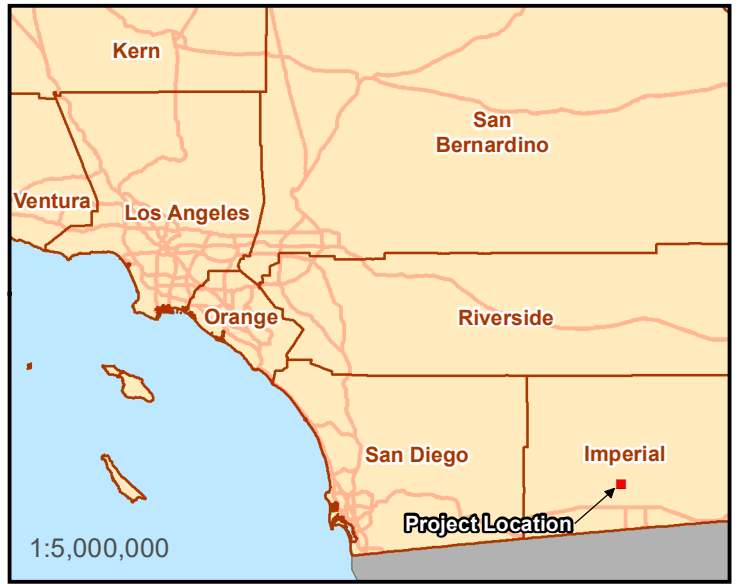 Kern
San
Bernardino
Ventura
Los Angeles
Orange
Riverside
San Diego
Imperial
Project Location
1:5,000,000